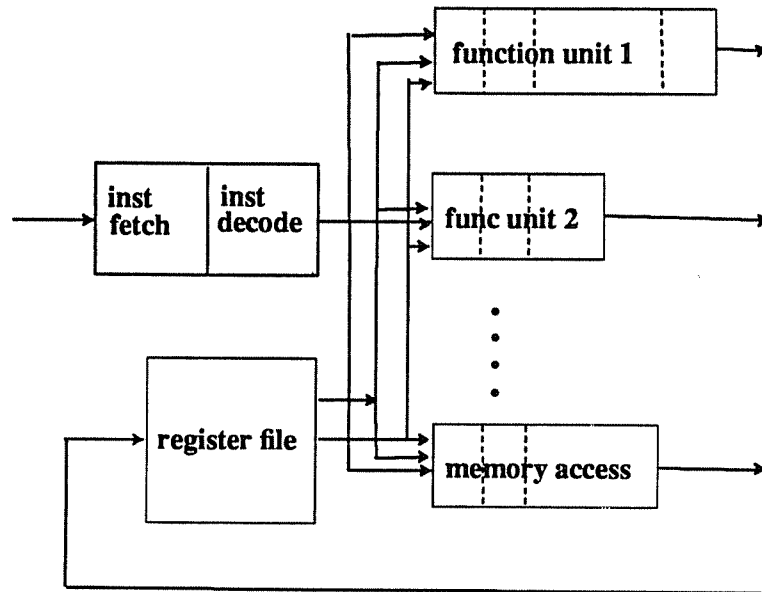 function unit 1
inst
fetch
inst
decode
func unit 2
register file
memory access